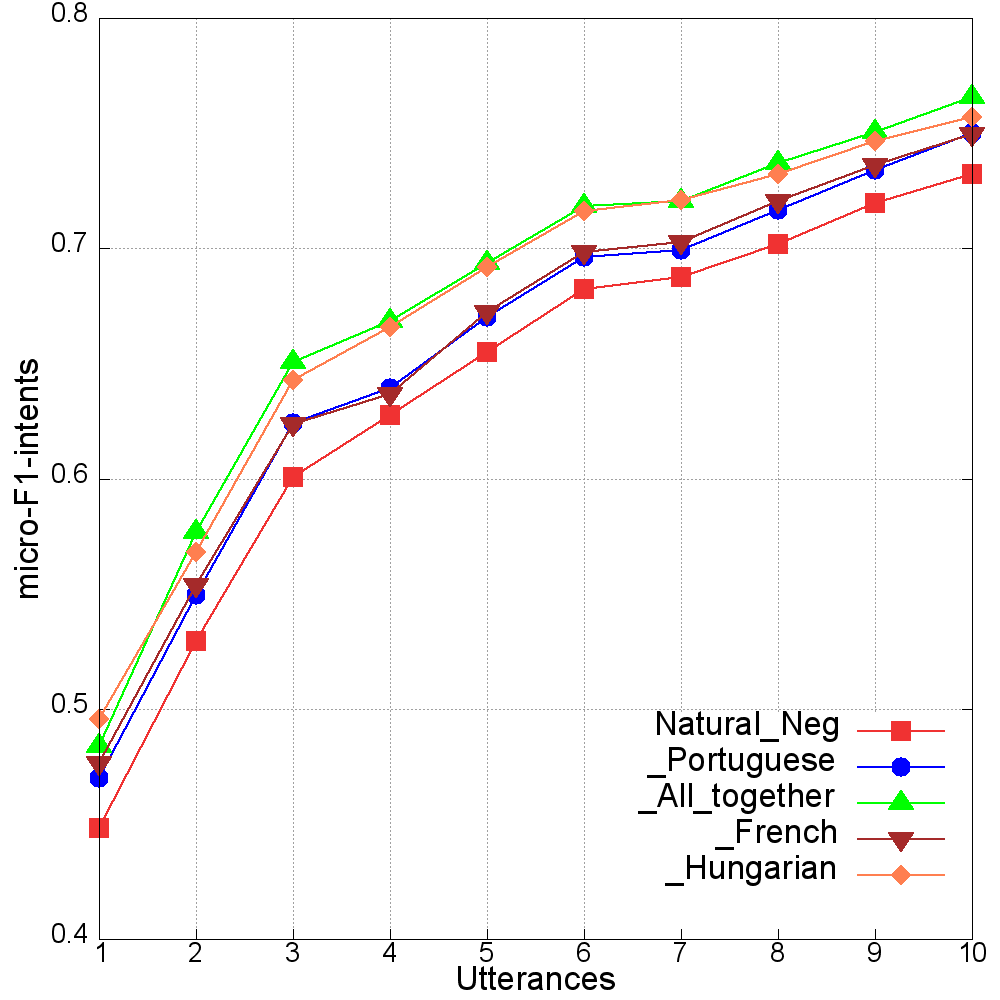 0.8
0.7
0.6
0.5
0.4
micro-F1-intents
Natural_Neg
_Portuguese
_All_together
_French
_Hungarian
1 2 3 4 5 6 7 8 9 10
Utterances